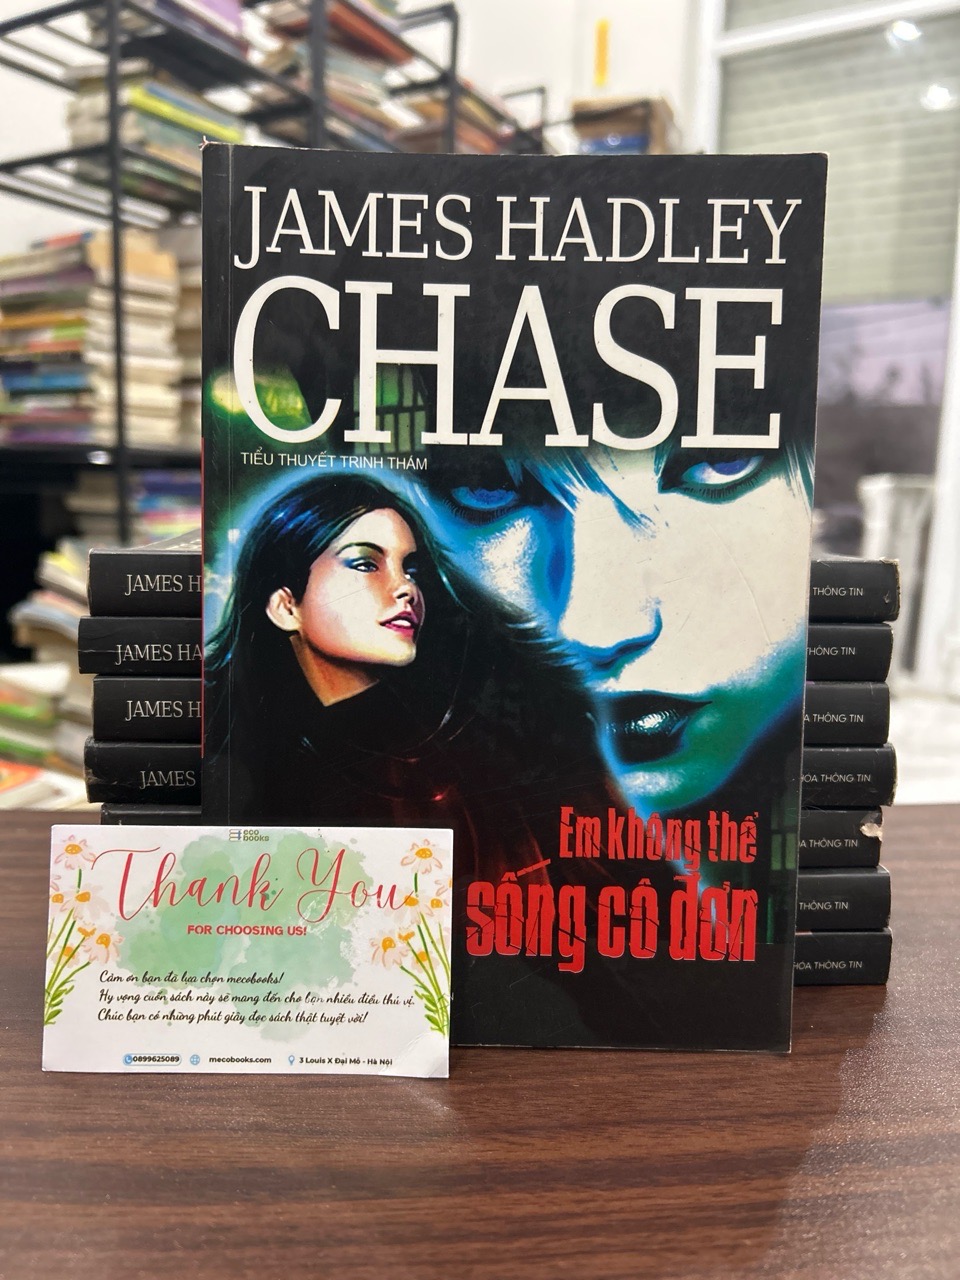 JAMES HADLEY
CHASE
TIỂU THUYẾT TRINH THÁM
Em không thể
sống cô đơn
JAMES H
JAMES HA
JAMES H
JAMES
THÔNG TIN
THÔNG TIN
A THÔNG TIN
HÓA THÔNG TIN
A THÔNG TIN
THÔNG TIN
HÓA THÔNG TIN
eco
books
Thank You
FOR CHOOSING US!
Cảm ơn bạn đã lựa chọn mecobooks!
Hy vọng cuốn sách này sẽ mang đến cho bạn nhiều điều thú vị.
Chúc bạn có những phút giây đọc sách thật tuyệt vời!
0899625089 mecobooks.com 3 Louis X Đại Mỗ - Hà Nội